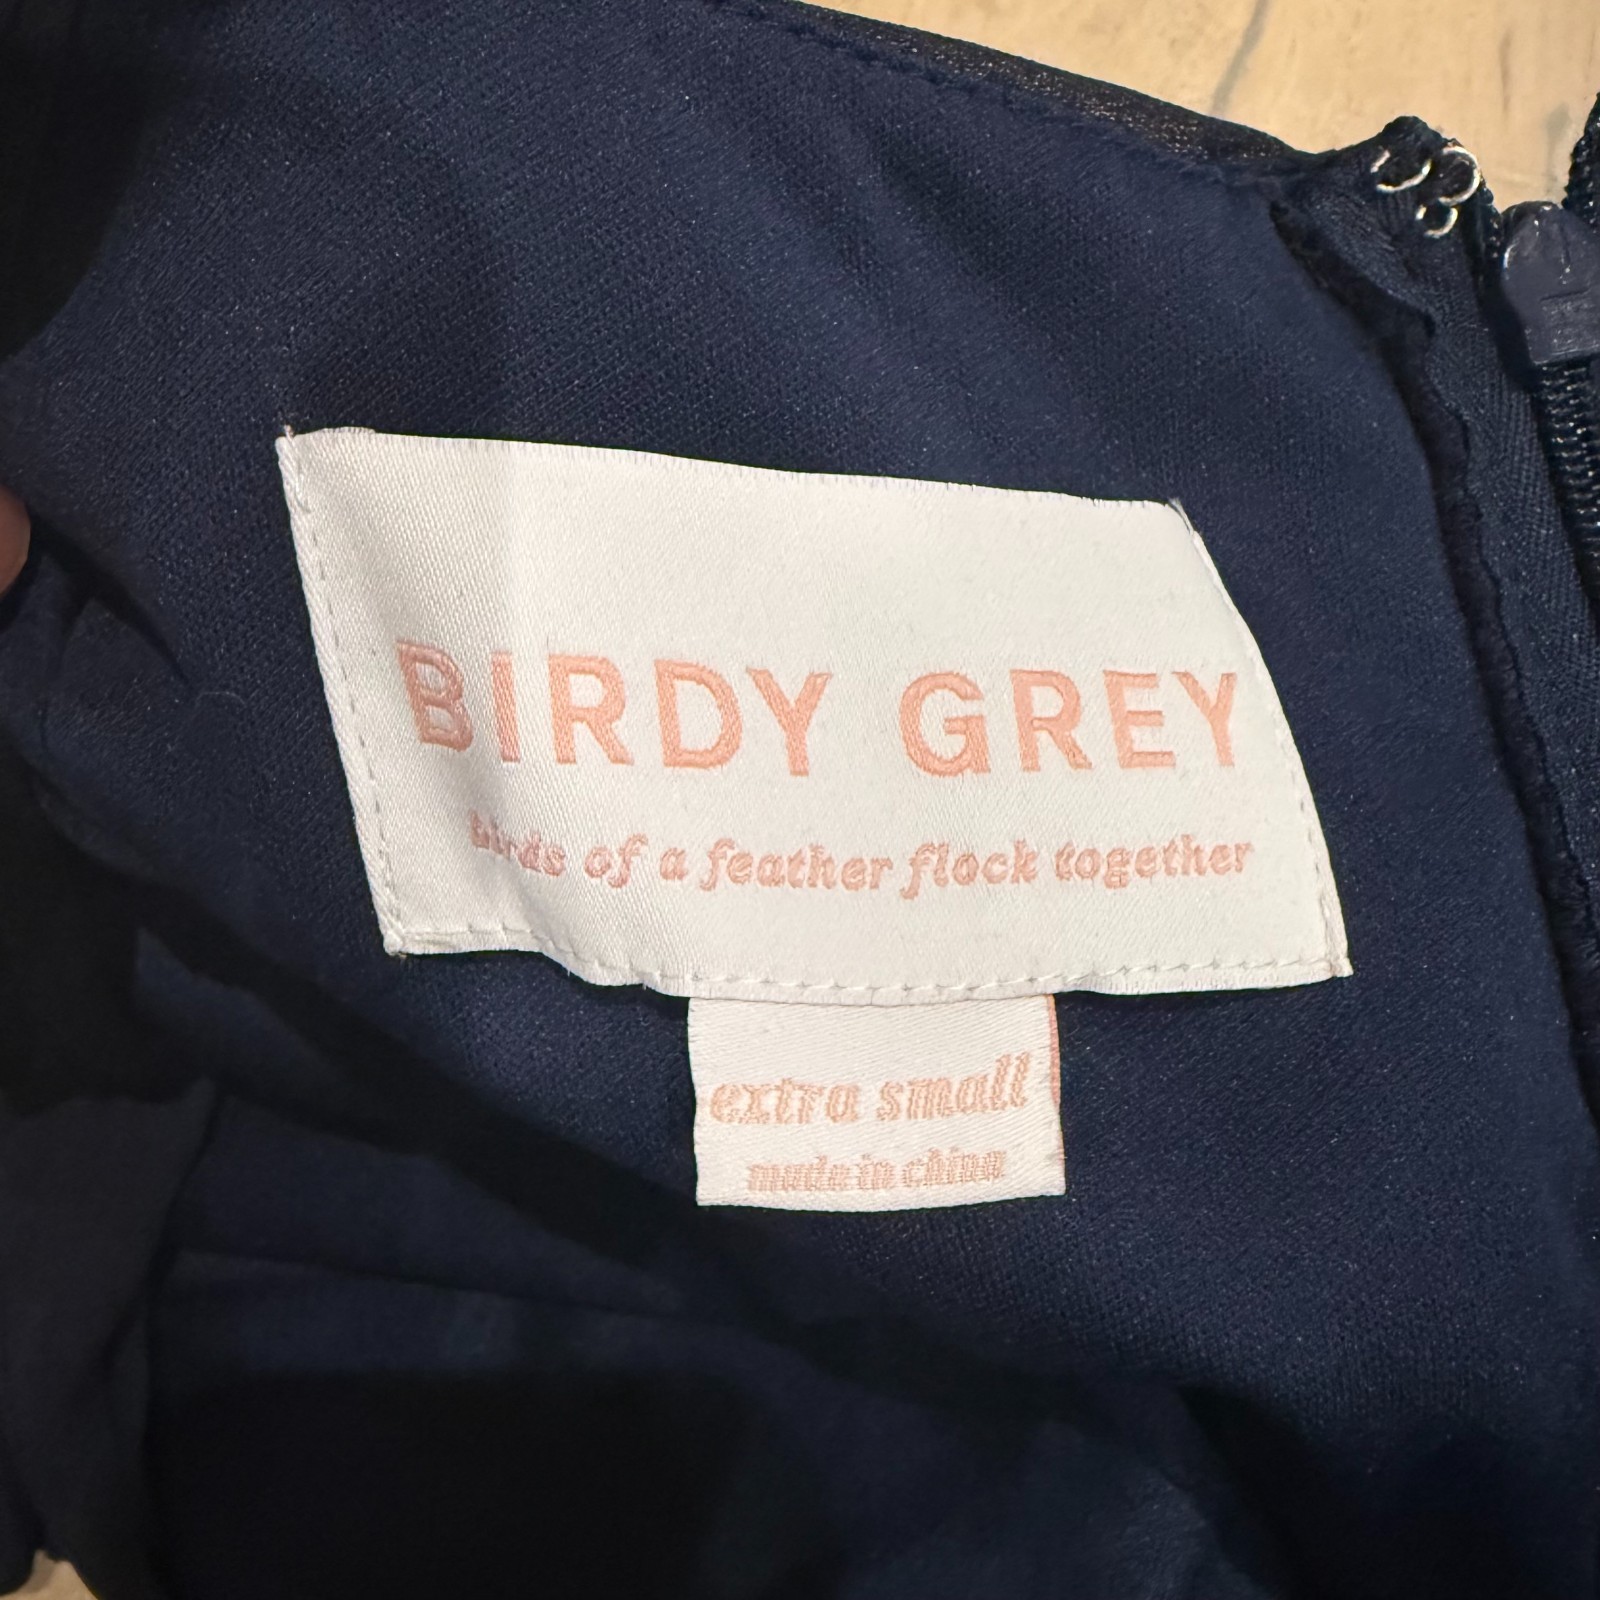 BIRDY GREY
birds of a feather flock together
extra small
made in china